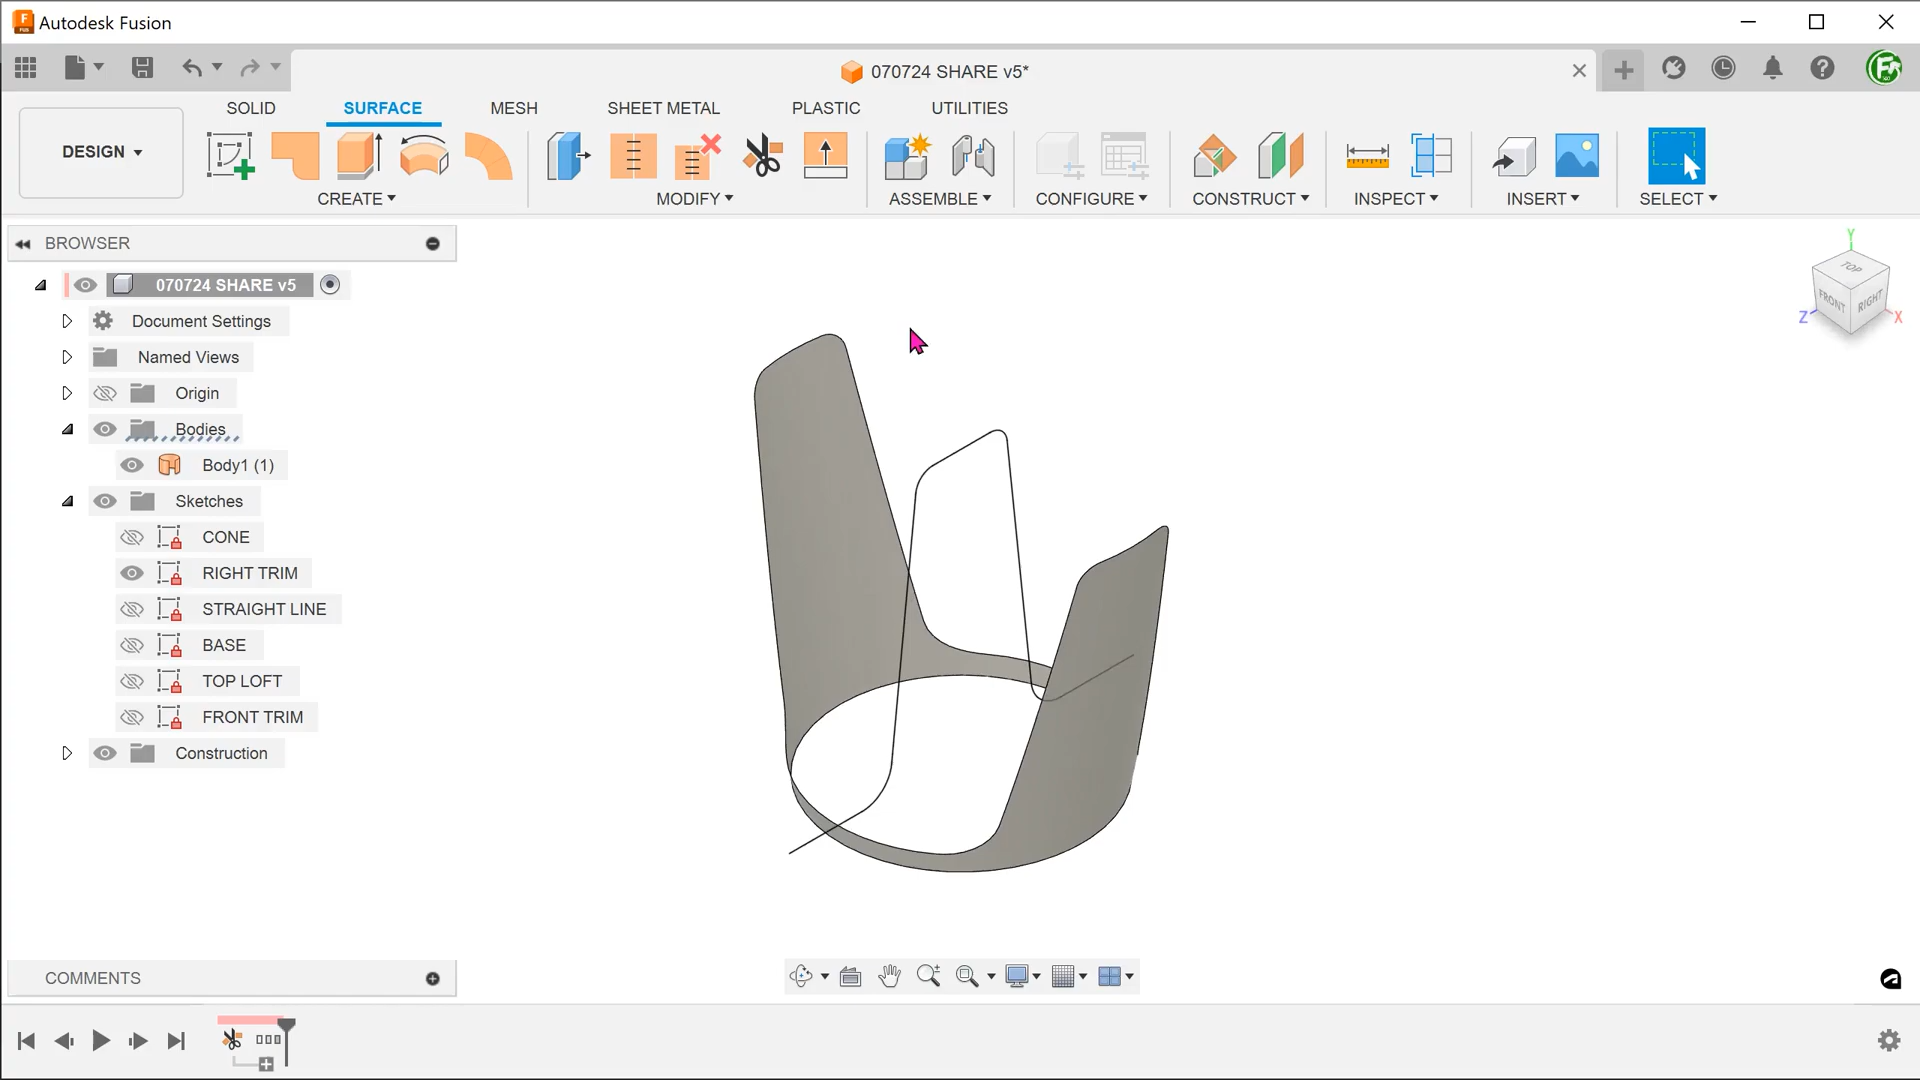 Autodesk Fusion
070724 SHARE v5*
SOLID SURFACE MESH SHEET METAL PLASTIC UTILITIES
DESIGN
CREATE MODIFY ASSEMBLE CONFIGURE CONSTRUCT INSPECT INSERT SELECT
BROWSER
070724 SHARE v5
Document Settings
Named Views
Origin
Bodies
Body1 (1)
Sketches
CONE
RIGHT TRIM
STRAIGHT LINE
BASE
TOP LOFT
FRONT TRIM
Construction
Y
TOP
FRONT RIGHT
Z X
COMMENTS